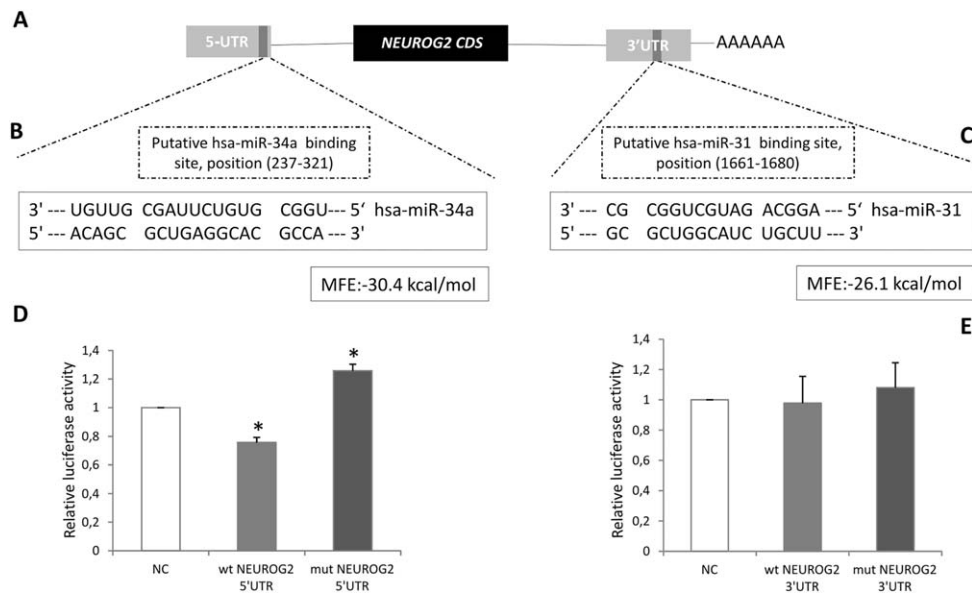 A
5-UTR
NEUROG2 CDS
3'UTR
AAAAAA
B
Putative hsa-miR-34a binding
site, position (237-321)
3' --- UGUUG CGAUUCUGUG CGGU--- 5‘ hsa-miR-34a
5' --- ACAGC GCUGAGGCAC GCCA--- 3'
MFE:-30.4 kcal/mol
C
Putative hsa-miR-31 binding site,
position (1661-1680)
3' --- CG CGGUCGUAG ACGGA --- 5‘ hsa-miR-31
5' --- GC GCUGGCAUC UGCUU --- 3'
MFE:-26.1 kcal/mol
D
Relative luciferase activity
1,4
1,2
1
0,8
0,6
0,4
0,2
0
*
*
NC
wt NEUROG2
5'UTR
mut NEUROG2
5'UTR
E
Relative luciferase activity
1,4
1,2
1
0,8
0,6
0,4
0,2
0
NC
wt NEUROG2
3'UTR
mut NEUROG2
3'UTR